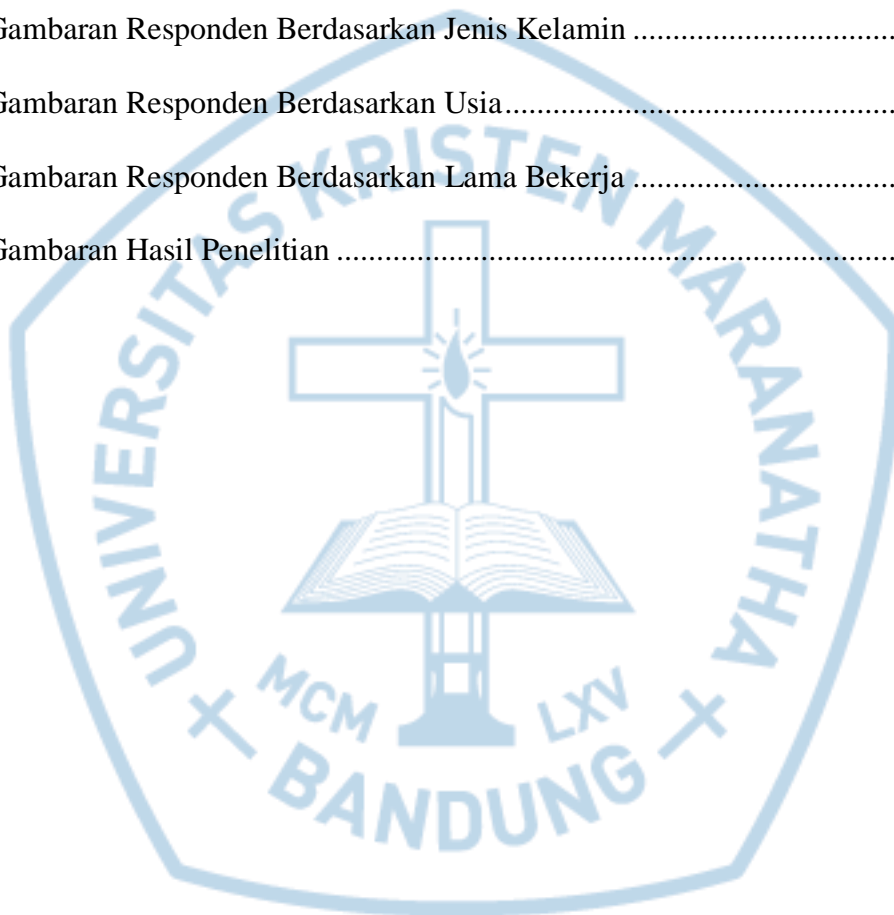 Gambaran Responden Berdasarkan Jenis Kelamin .................................
Gambaran Responden Berdasarkan Usia.................................................
Gambaran Responden Berdasarkan Lama Bekerja .................................
Gambaran Hasil Penelitian ......................................................................
UNIVERSITAS KRISTEN MARANATHA
MCM LXV
BANDUNG